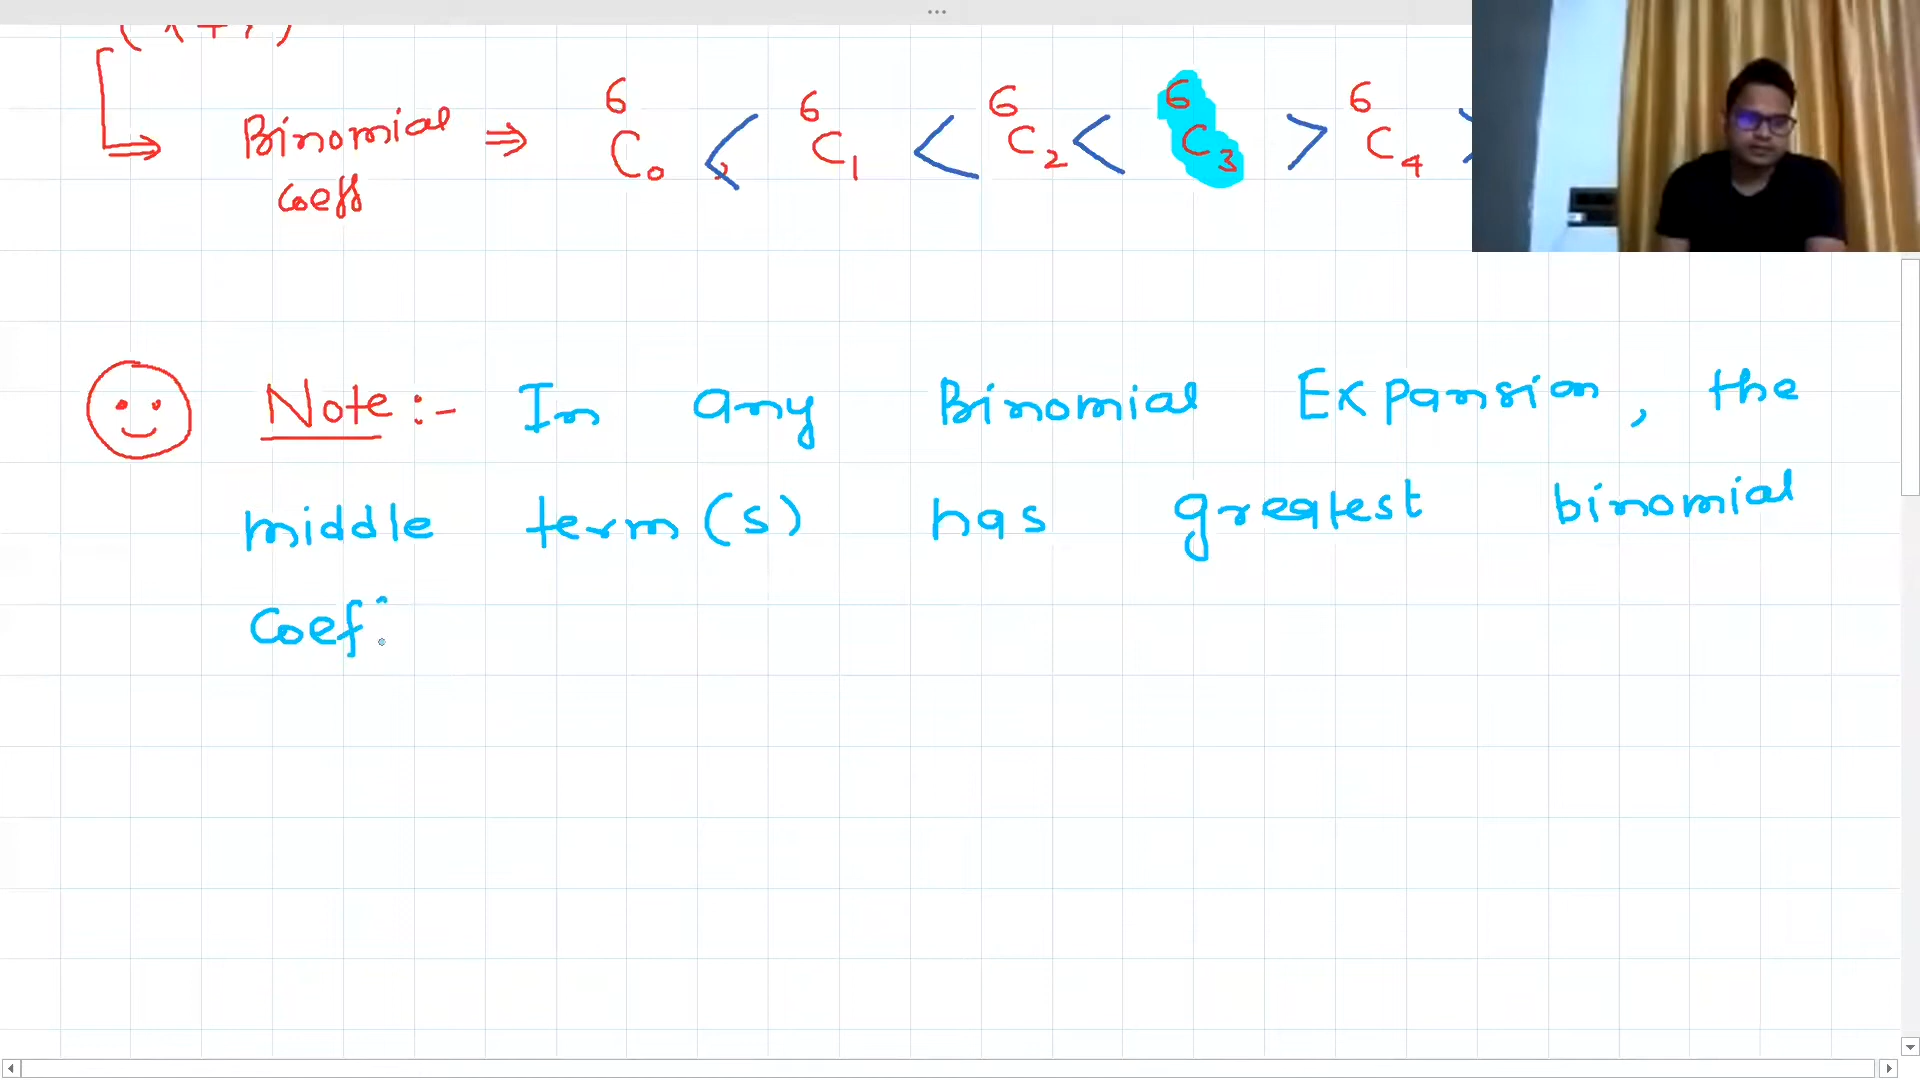 (x+y)
Binomial ⇒ ⁶C₀ , < ⁶C₁ < ⁶C₂ < ⁶C₃ > ⁶C₄ >
Coeff
Note :- In any Binomial Expansion, the
middle term(s) has greatest binomial
Coef